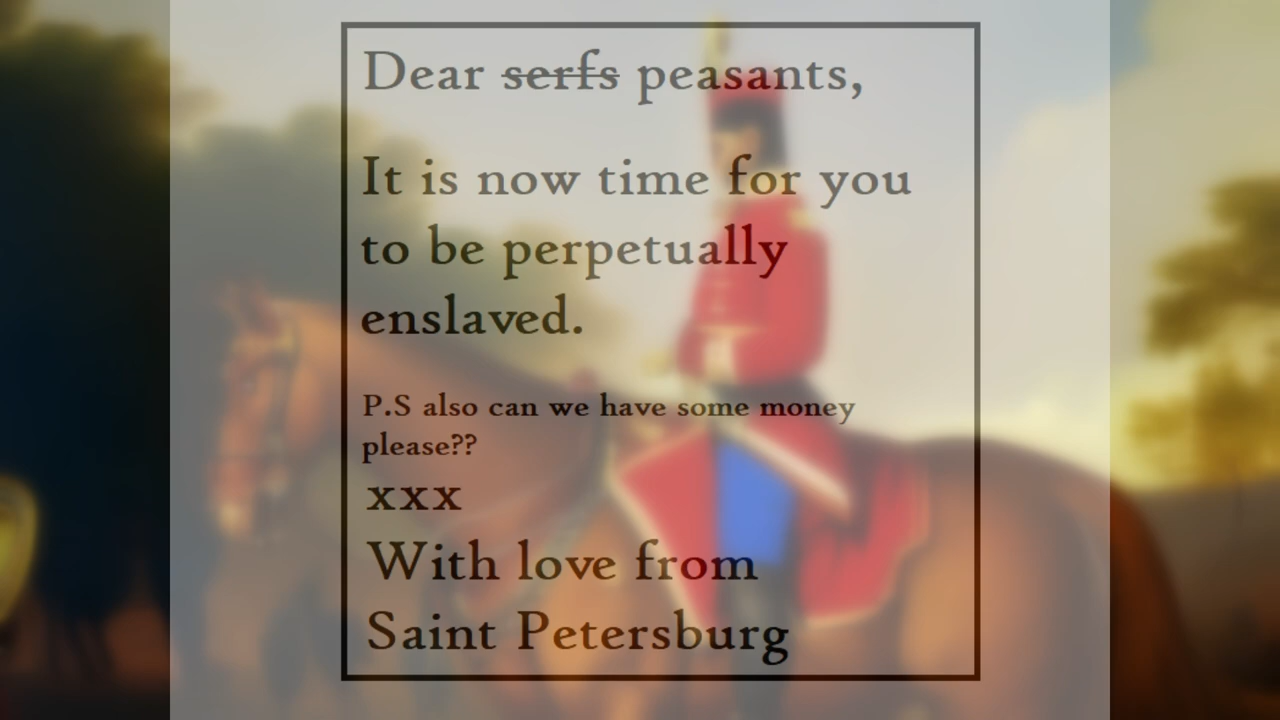 Dear serfs peasants,
It is now time for you
to be perpetually
enslaved.
P.S also can we have some money
please??
xxx
With love from
Saint Petersburg